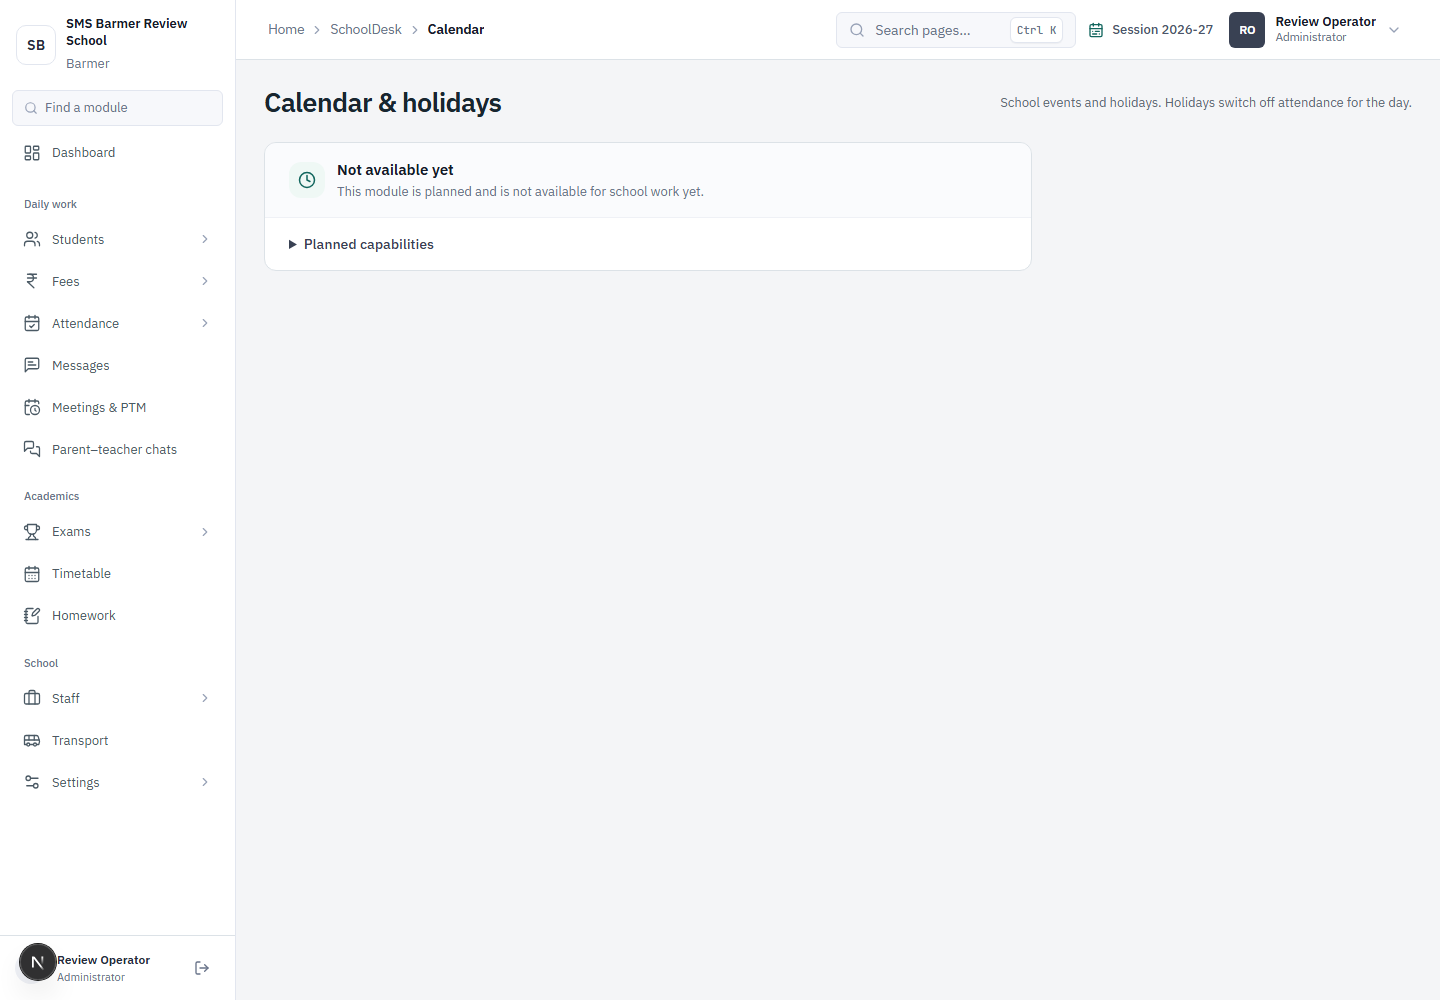 SMS Barmer Review
School
SB
Barmer
Find a module
Dashboard
Daily work
Students
Fees
Attendance
Messages
Meetings & PTM
Parent–teacher chats
Academics
Exams
Timetable
Homework
School
Staff
Transport
Settings
N
Review Operator
Administrator
Home
SchoolDesk
Calendar
Search pages...
Ctrl K
Session 2026-27
RO
Review Operator
Administrator
Calendar & holidays
School events and holidays. Holidays switch off attendance for the day.
Not available yet
This module is planned and is not available for school work yet.
Planned capabilities